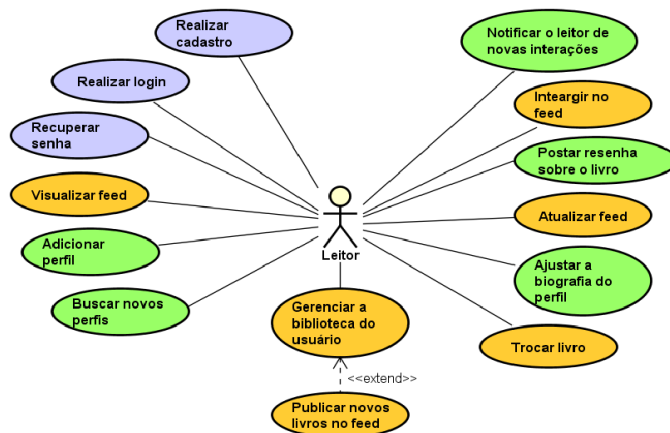 Realizar
cadastro
Notificar o leitor de
novas interações
Realizar login
Inteargir no
feed
Recuperar
senha
Postar resenha
sobre o livro
Visualizar feed
Atualizar feed
Adicionar
perfil
Leitor
Ajustar a
biografia do
perfil
Buscar novos
perfis
Gerenciar a
biblioteca do
usuário
Trocar livro
<<extend>>
Publicar novos
livros no feed